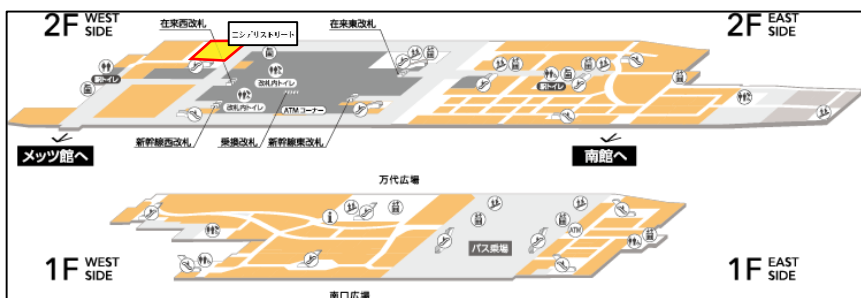 2F WEST SIDE
在来西改札
ニシデリストリート
在来東改札
2F EAST SIDE
駅トイレ
改札内トイレ
改札内トイレ
ATM コーナー
駅トイレ
新幹線西改札
乗換改札
新幹線東改札
メッツ館へ
南館へ
万代広場
1F WEST SIDE
バス乗場
ATM
1F EAST SIDE
南口広場